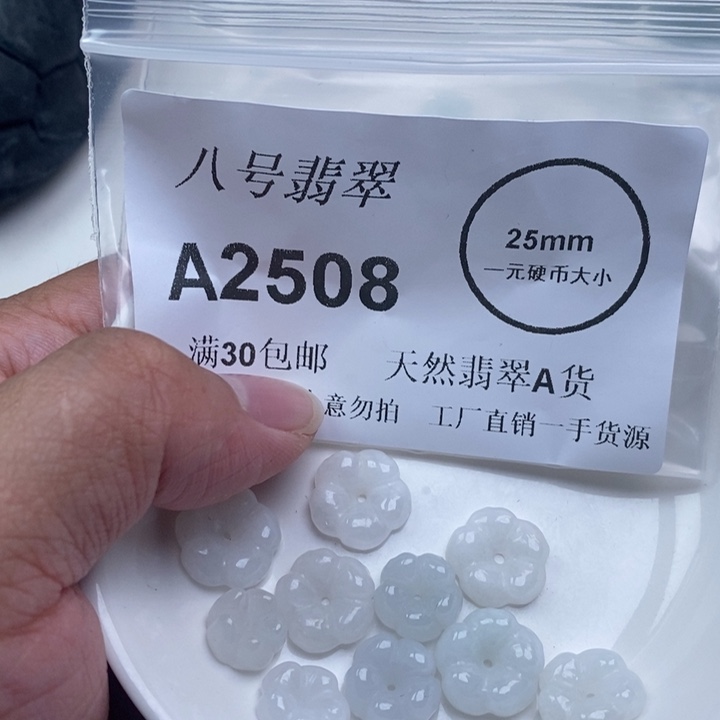 八号翡翠
A2508
25mm
一元硬币大小
满30包邮 天然翡翠A货
意勿拍 工厂直销一手货源